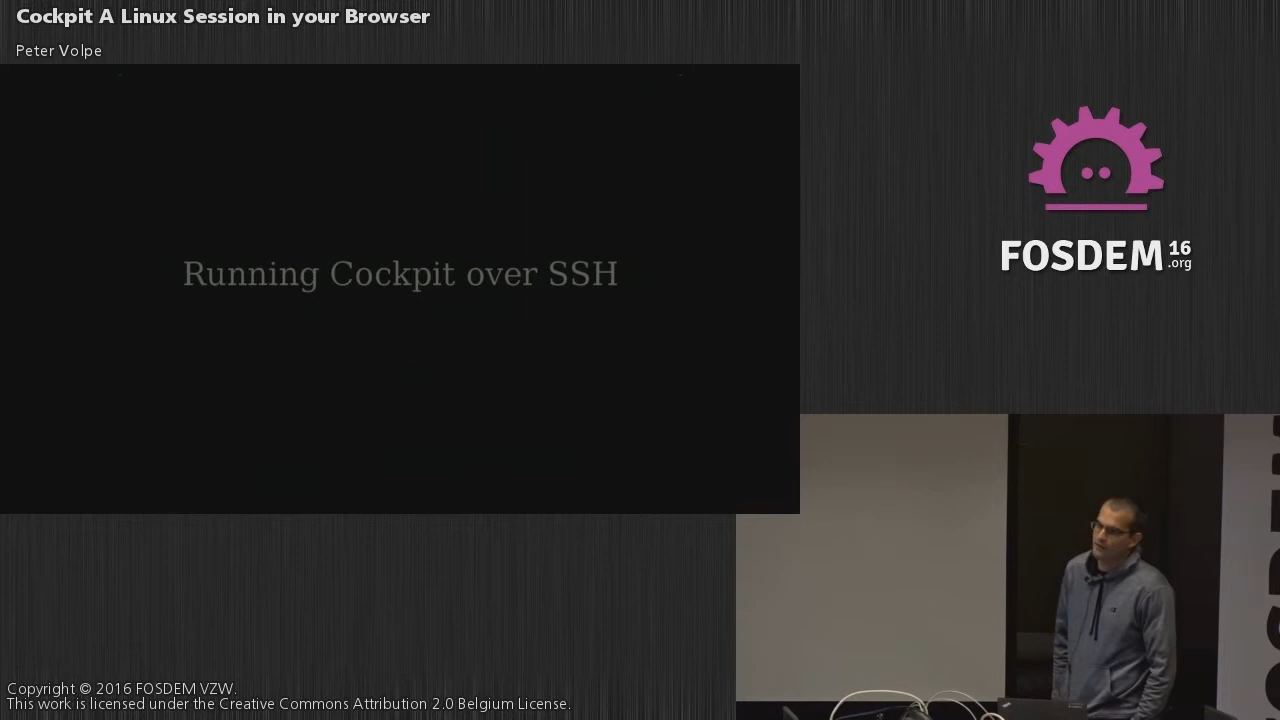 Cockpit A Linux Session in your Browser
Peter Volpe
Running Cockpit over SSH
FOSDEM 16
.org
Copyright © 2016 FOSDEM VZW.
This work is licensed under the Creative Commons Attribution 2.0 Belgium License.